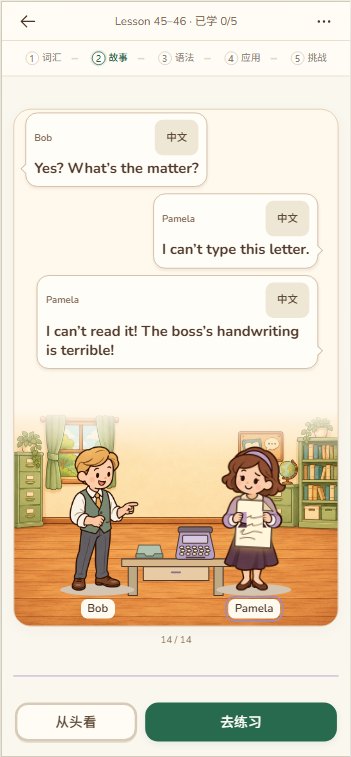 Lesson 45–46 · 已学 0/5
1 词汇 – 2 故事 – 3 语法 – 4 应用 – 5 挑战
Bob
中文
Yes? What’s the matter?
Pamela
中文
I can’t type this letter.
Pamela
中文
I can’t read it! The boss’s handwriting
is terrible!
Bob
Pamela
14 / 14
从头看
去练习